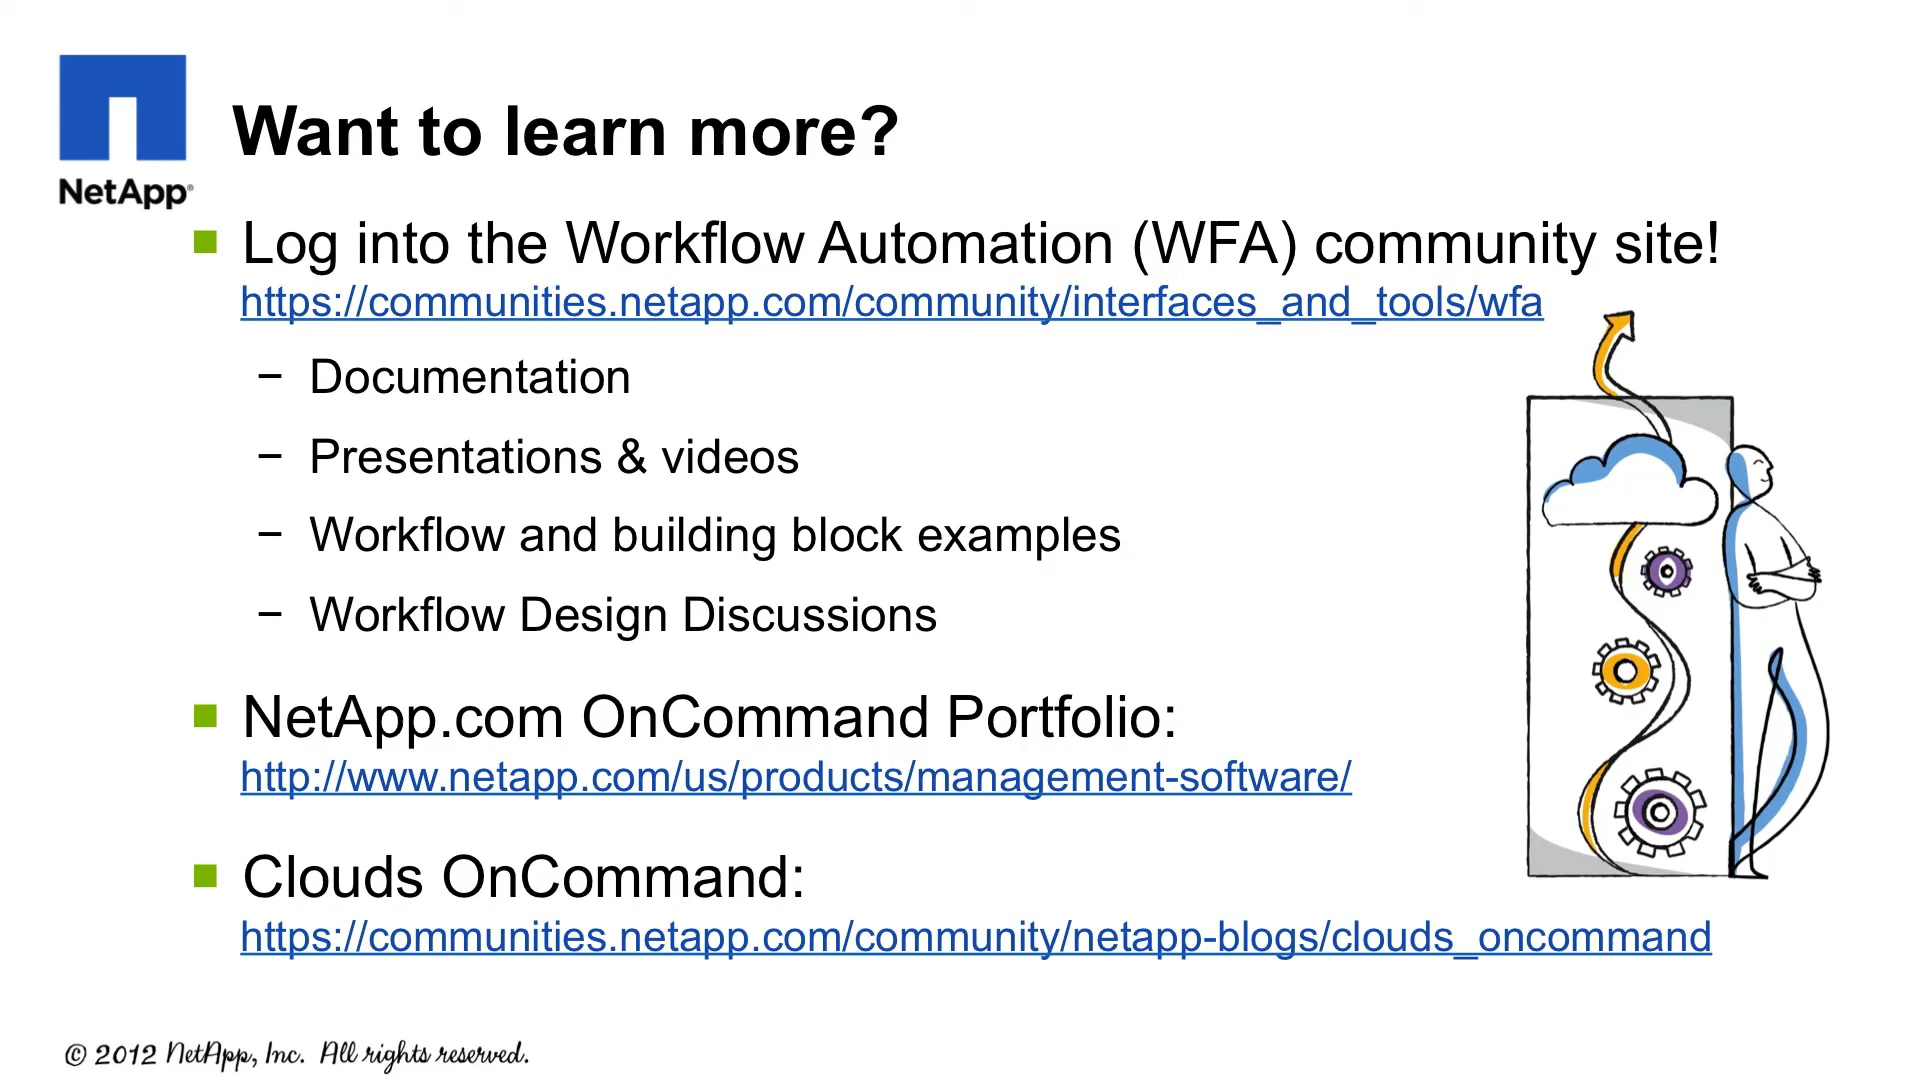 NetApp®
Want to learn more?
Log into the Workflow Automation (WFA) community site!
https://communities.netapp.com/community/interfaces_and_tools/wfa
– Documentation
– Presentations & videos
– Workflow and building block examples
– Workflow Design Discussions
NetApp.com OnCommand Portfolio:
http://www.netapp.com/us/products/management-software/
Clouds OnCommand:
https://communities.netapp.com/community/netapp-blogs/clouds_oncommand
© 2012 NetApp, Inc. All rights reserved.